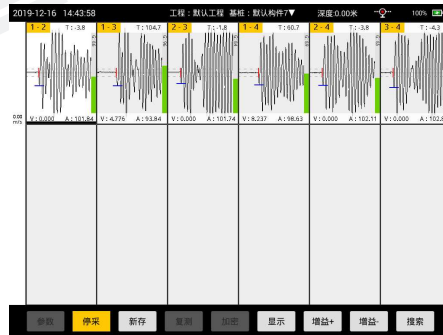 2019-12-16 14:43:58 工程：默认工程 基桩：默认构件7▼ 深度:0.00米 100%
1-2 T:-3.8 1-3 T:104.7 2-3 T:-1.8 1-4 T:60.7 2-4 T:-3.8 3-4 T:-4.3
0.00 V:0.000 A:101.84 V:4.776 A:93.84 V:0.000 A:101.74 V:8.237 A:98.63 V:0.000 A:102.11 V:0.000 A:102.8
m/s
参数 停采 新存 复测 加密 显示 增益+ 增益- 搜索